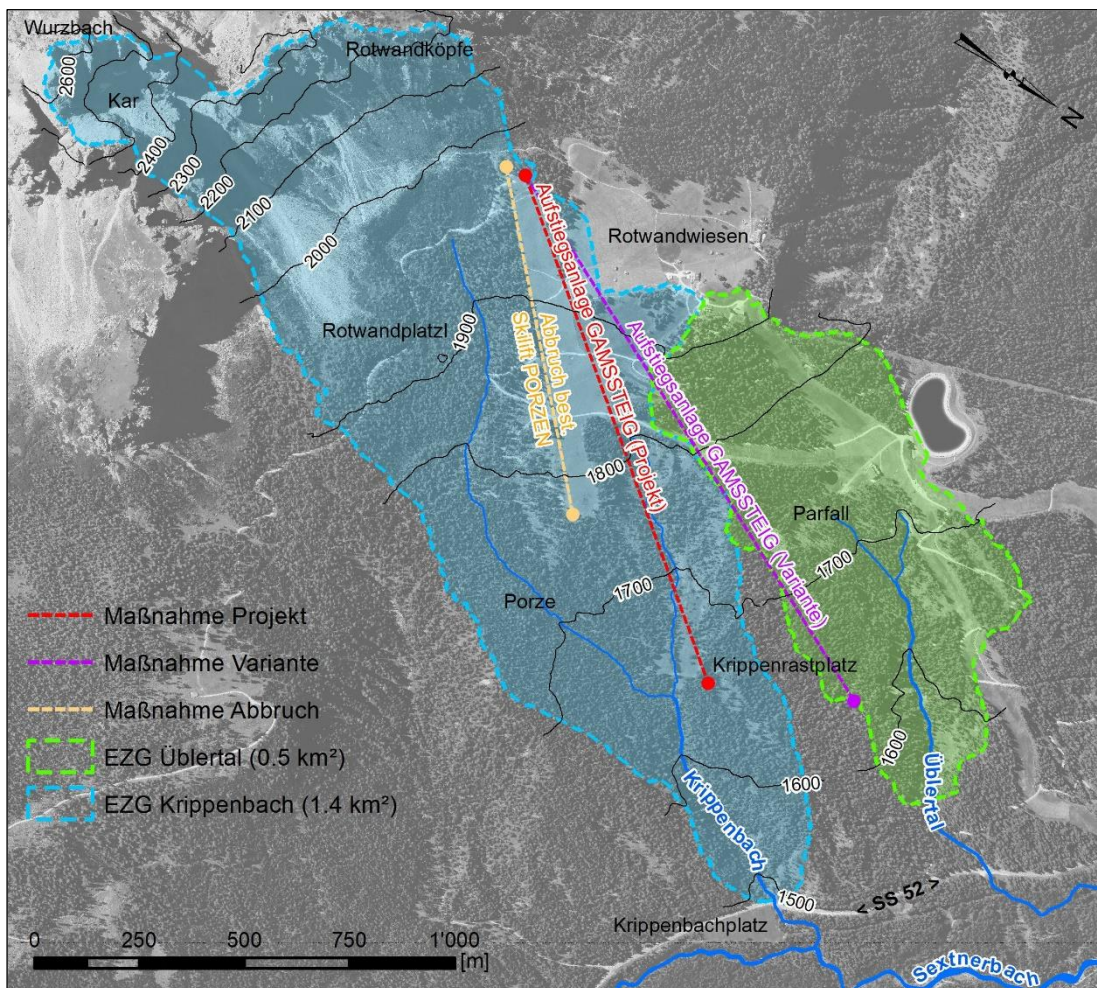 Wurzbach
Rotwandköpfe
2600
Kar
N
2400
2300
2200
2100
2000
Rotwandwiesen
Aufstiegsanlage GAMSSTEIG (Projekt)
Aufstiegsanlage GAMSSTEIG (Variante)
Abbruch best.
Skilift PORZEN
Rotwandplatzl
1900
1800
Parfall
1700
1700
Porze
Krippenrastplatz
Maßnahme Projekt
Maßnahme Variante
Maßnahme Abbruch
EZG Üblertal (0.5 km²)
EZG Krippenbach (1.4 km²)
1600
1600
Üblertal
Krippenbach
1500
< SS 52 >
Krippenbachplatz
0 250 500 750 1'000
[m]
Sextnerbach